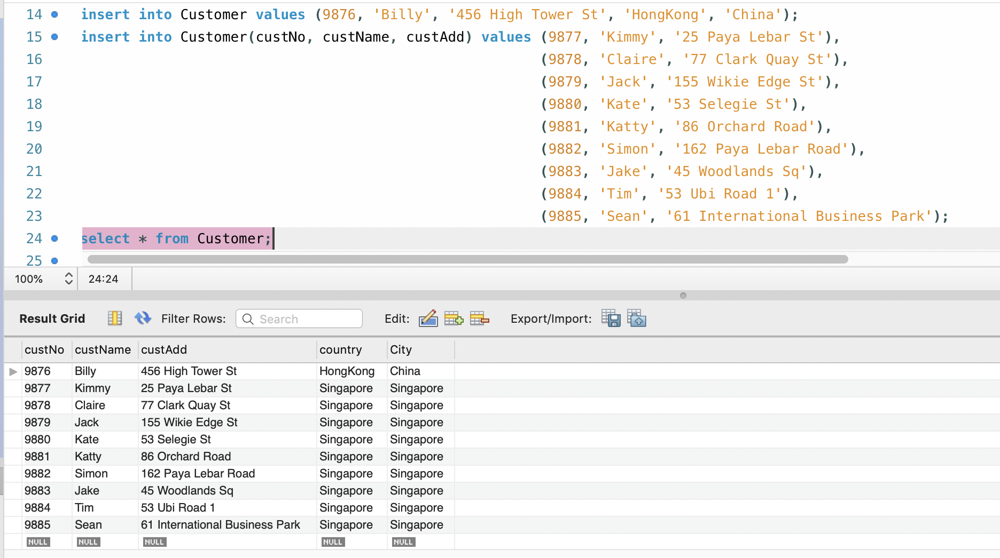 14 insert into Customer values (9876, 'Billy', '456 High Tower St', 'HongKong', 'China');
15 insert into Customer(custNo, custName, custAdd) values (9877, 'Kimmy', '25 Paya Lebar St'),
16 (9878, 'Claire', '77 Clark Quay St'),
17 (9879, 'Jack', '155 Wikie Edge St'),
18 (9880, 'Kate', '53 Selegie St'),
19 (9881, 'Katty', '86 Orchard Road'),
20 (9882, 'Simon', '162 Paya Lebar Road'),
21 (9883, 'Jake', '45 Woodlands Sq'),
22 (9884, 'Tim', '53 Ubi Road 1'),
23 (9885, 'Sean', '61 International Business Park');
24 select * from Customer;
25
100% 24:24
Result Grid Filter Rows: Search Edit: Export/Import:
custNo custName custAdd country City
9876 Billy 456 High Tower St HongKong China
9877 Kimmy 25 Paya Lebar St Singapore Singapore
9878 Claire 77 Clark Quay St Singapore Singapore
9879 Jack 155 Wikie Edge St Singapore Singapore
9880 Kate 53 Selegie St Singapore Singapore
9881 Katty 86 Orchard Road Singapore Singapore
9882 Simon 162 Paya Lebar Road Singapore Singapore
9883 Jake 45 Woodlands Sq Singapore Singapore
9884 Tim 53 Ubi Road 1 Singapore Singapore
9885 Sean 61 International Business Park Singapore Singapore
NULL NULL NULL NULL NULL